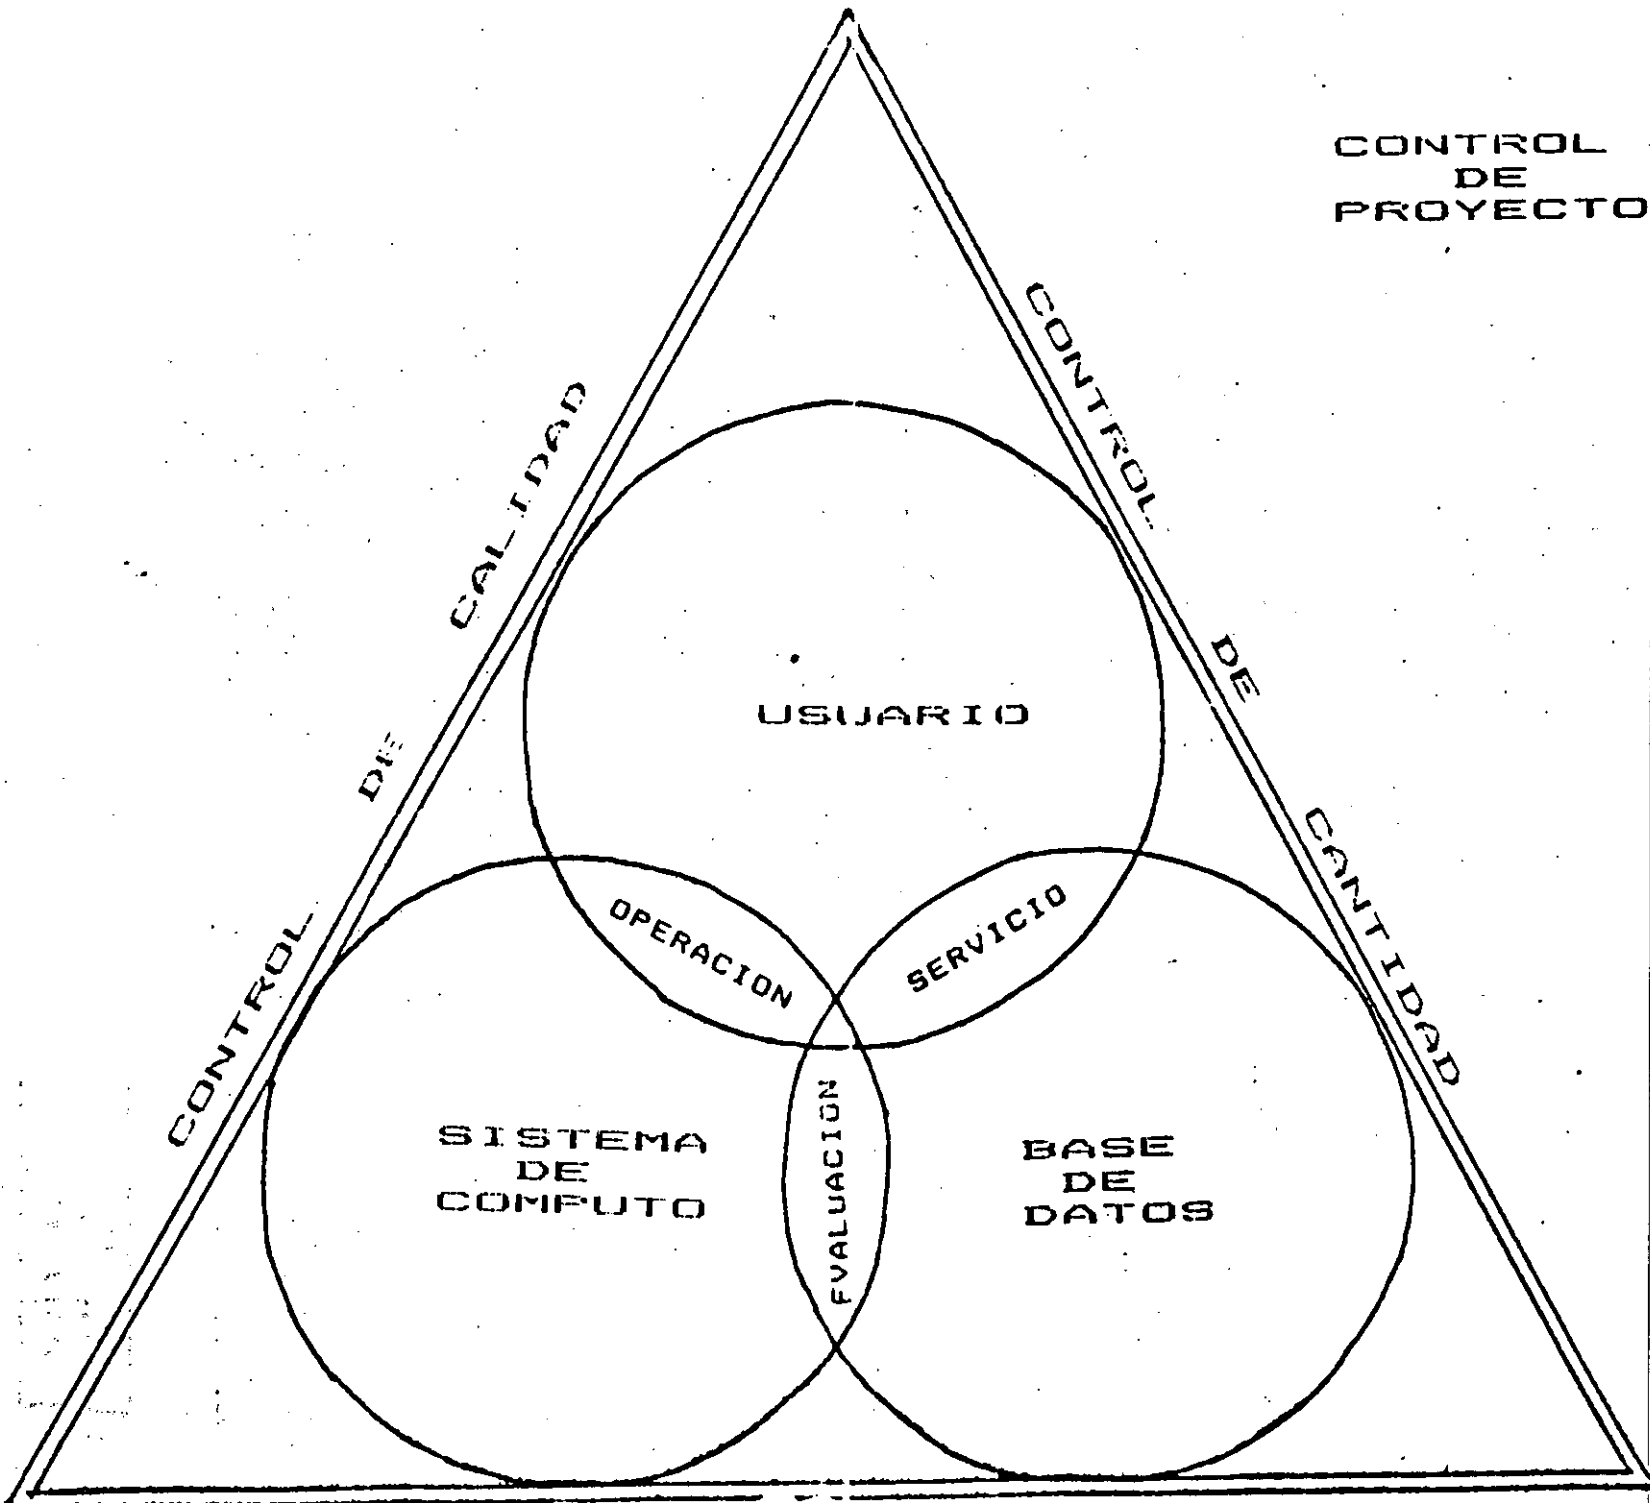 CONTROL
DE
PROYECTO
CONTROL DE CALIDAD
CONTROL DE CANTIDAD
USUARIO
OPERACION
SERVICIO
EVALUACION
SISTEMA
DE
COMPUTO
BASE
DE
DATOS